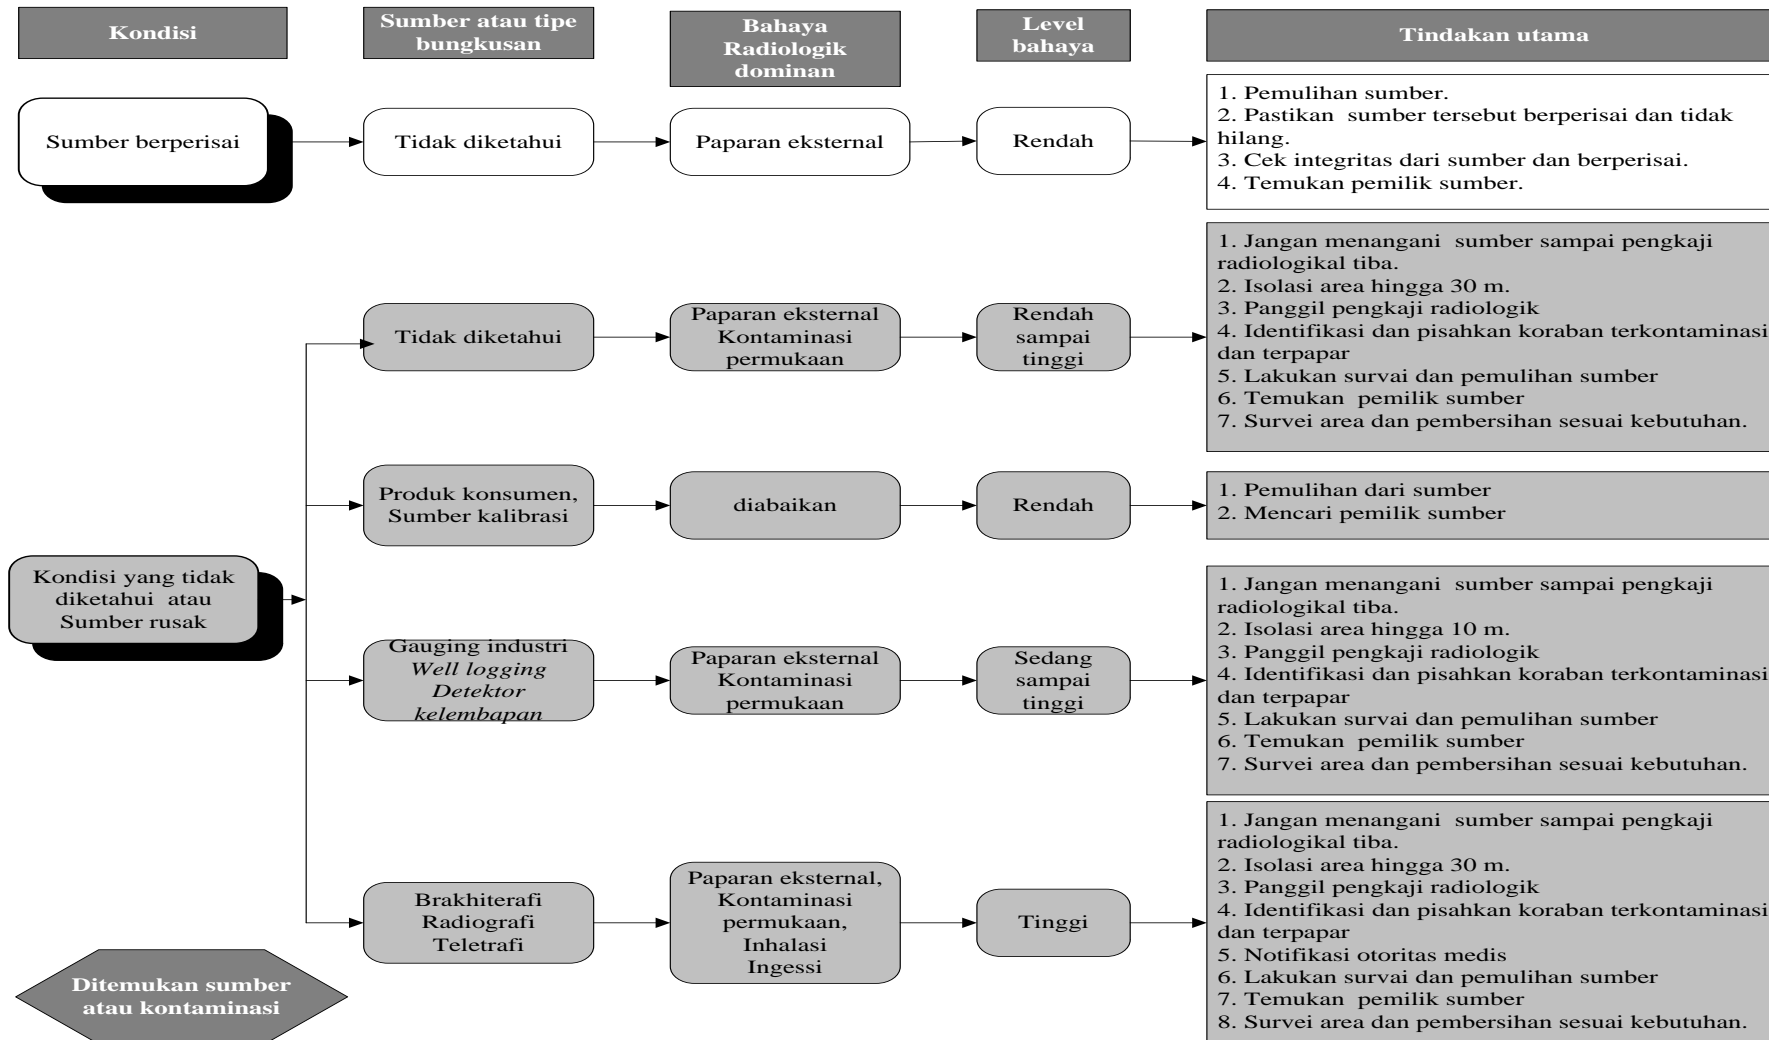 Kondisi
Sumber atau tipe
bungkusan
Bahaya
Radiologik
dominan
Level
bahaya
Tindakan utama
Sumber berperisai
Tidak diketahui
Paparan eksternal
Rendah
1. Pemulihan sumber.
2. Pastikan sumber tersebut berperisai dan tidak
hilang.
3. Cek integritas dari sumber dan berperisai.
4. Temukan pemilik sumber.
Kondisi yang tidak
diketahui atau
Sumber rusak
Tidak diketahui
Paparan eksternal
Kontaminasi
permukaan
Rendah
sampai
tinggi
1. Jangan menangani sumber sampai pengkaji
radiologikal tiba.
2. Isolasi area hingga 30 m.
3. Panggil pengkaji radiologik
4. Identifikasi dan pisahkan koraban terkontaminasi
dan terpapar
5. Lakukan survai dan pemulihan sumber
6. Temukan pemilik sumber
7. Survei area dan pembersihan sesuai kebutuhan.
Produk konsumen,
Sumber kalibrasi
diabaikan
Rendah
1. Pemulihan dari sumber
2. Mencari pemilik sumber
Gauging industri
Well logging
Detektor
kelembapan
Paparan eksternal
Kontaminasi
permukaan
Sedang
sampai
tinggi
1. Jangan menangani sumber sampai pengkaji
radiologikal tiba.
2. Isolasi area hingga 10 m.
3. Panggil pengkaji radiologik
4. Identifikasi dan pisahkan koraban terkontaminasi
dan terpapar
5. Lakukan survai dan pemulihan sumber
6. Temukan pemilik sumber
7. Survei area dan pembersihan sesuai kebutuhan.
Brakhiterafi
Radiografi
Teletrafi
Paparan eksternal,
Kontaminasi
permukaan,
Inhalasi
Ingessi
Tinggi
1. Jangan menangani sumber sampai pengkaji
radiologikal tiba.
2. Isolasi area hingga 30 m.
3. Panggil pengkaji radiologik
4. Identifikasi dan pisahkan koraban terkontaminasi
dan terpapar
5. Notifikasi otoritas medis
6. Lakukan survai dan pemulihan sumber
7. Temukan pemilik sumber
8. Survei area dan pembersihan sesuai kebutuhan.
Ditemukan sumber
atau kontaminasi